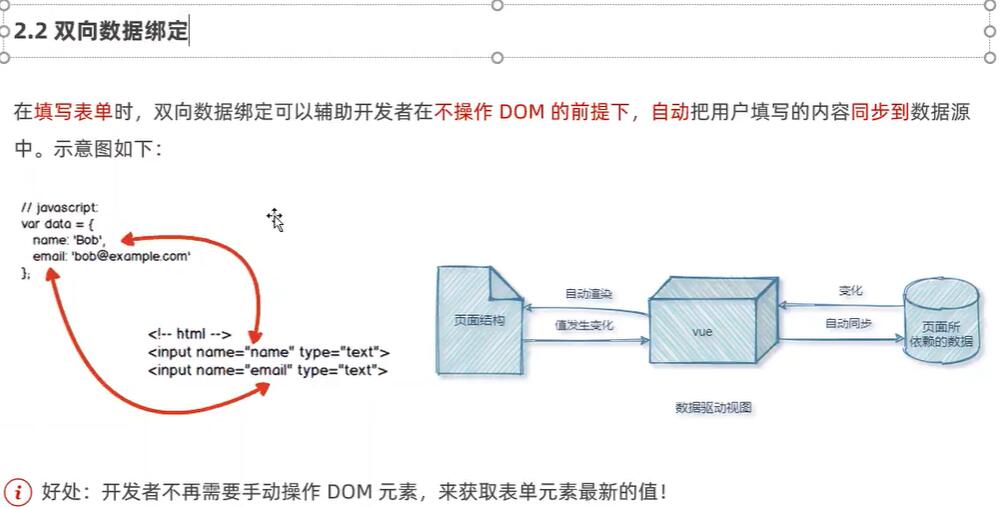 2.2 双向数据绑定
在填写表单时，双向数据绑定可以辅助开发者在不操作 DOM 的前提下，自动把用户填写的内容同步到数据源
中。示意图如下：
// javascript:
var data = {
name: 'Bob',
email: 'bob@example.com'
};
<!-- html -->
<input name="name" type="text">
<input name="email" type="text">
页面结构
自动渲染
值发生变化
vue
变化
自动同步
页面所
依赖的数据
数据驱动视图
i 好处：开发者不再需要手动操作 DOM 元素，来获取表单元素最新的值！